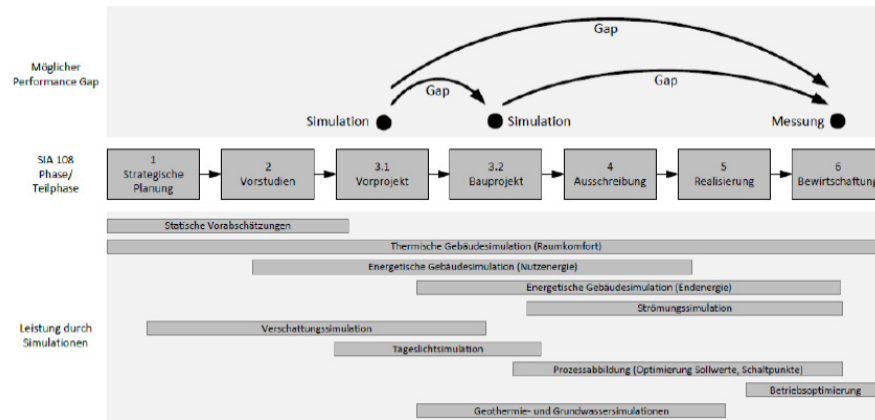 Gap
Möglicher
Performance Gap
Gap
Gap
Simulation
Simulation
Messung
SIA 108
Phase/
Teilphase
1
Strategische
Planung
2
Vorstudien
3.1
Vorprojekt
3.2
Bauprojekt
4
Ausschreibung
5
Realisierung
6
Bewirtschaftung
Statische Vorabschätzungen
Thermische Gebäudesimulation (Raumkomfort)
Energetische Gebäudesimulation (Nutzenergie)
Energetische Gebäudesimulation (Endenergie)
Strömungssimulation
Leistung durch
Simulationen
Verschattungssimulation
Tageslichtsimulation
Prozessabbildung (Optimierung Sollwerte, Schaltpunkte)
Betriebsoptimierung
Geothermie- und Grundwassersimulationen